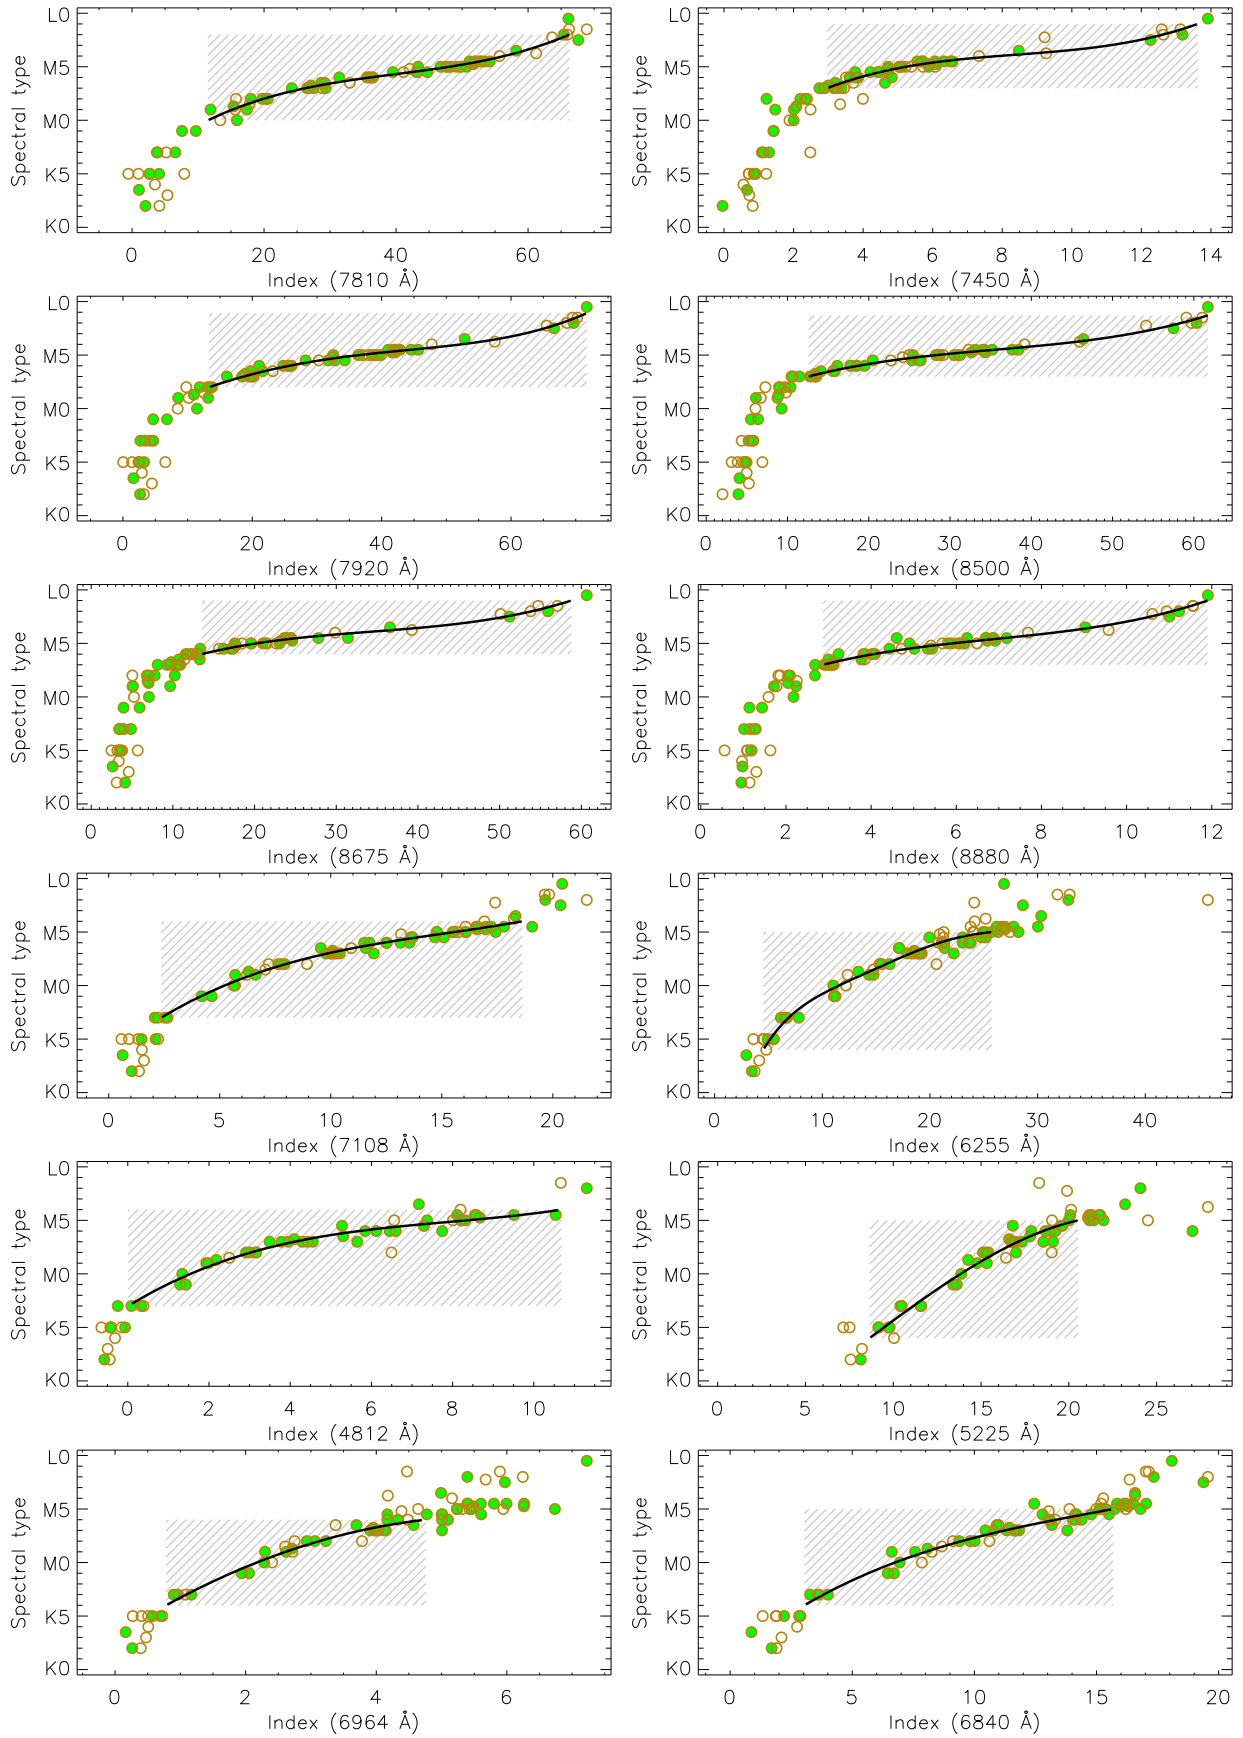 L0 L0
M5 M5
Spectral type Spectral type
M0 M0
K5 K5
K0 K0
0 20 40 60 0 2 4 6 8 10 12 14
Index (7810 Å) Index (7450 Å)
L0 L0
M5 M5
Spectral type Spectral type
M0 M0
K5 K5
K0 K0
0 20 40 60 0 10 20 30 40 50 60
Index (7920 Å) Index (8500 Å)
L0 L0
M5 M5
Spectral type Spectral type
M0 M0
K5 K5
K0 K0
0 10 20 30 40 50 60 0 2 4 6 8 10 12
Index (8675 Å) Index (8880 Å)
L0 L0
M5 M5
Spectral type Spectral type
M0 M0
K5 K5
K0 K0
0 5 10 15 20 0 10 20 30 40
Index (7108 Å) Index (6255 Å)
L0 L0
M5 M5
Spectral type Spectral type
M0 M0
K5 K5
K0 K0
0 2 4 6 8 10 5 10 15 20 25
Index (4812 Å) Index (5225 Å)
L0 L0
M5 M5
Spectral type Spectral type
M0 M0
K5 K5
K0 K0
0 2 4 6 0 5 10 15 20
Index (6964 Å) Index (6840 Å)